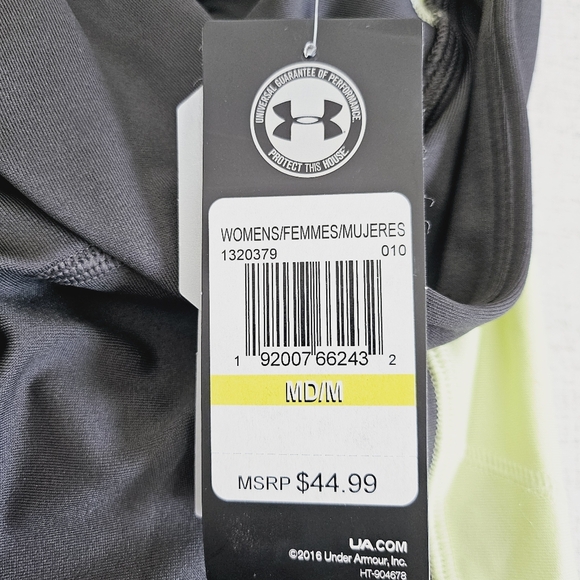 UNIVERSAL GUARANTEE OF PERFORMANCE
PROTECT THIS HOUSE
WOMENS/FEMMES/MUJERES
1320379 010
1 92007 66243 2
MD/M
MSRP $44.99
UA.COM
©2016 Under Armour, Inc.
HT-904678